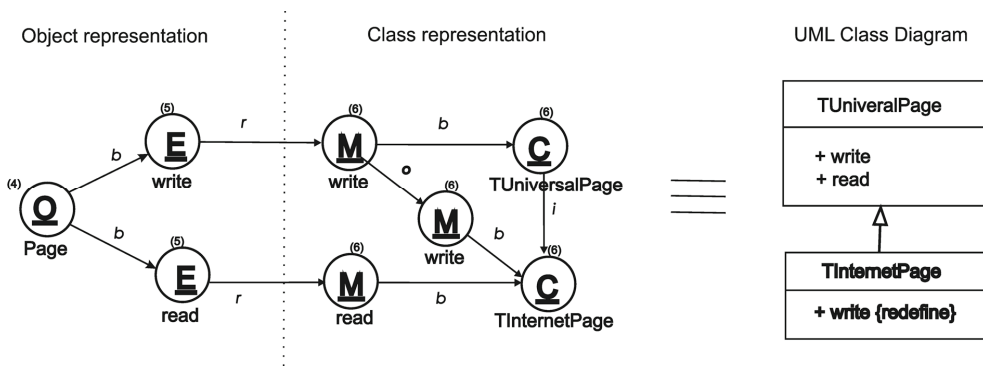 Object representation
Class representation
UML Class Diagram
(5)
E
write
r
(6)
M
write
b
(6)
C
TUniversalPage
b
(4)
O
Page
o
(6)
M
write
i
b
b
(5)
E
read
r
(6)
M
read
b
(6)
C
TInternetPage
TUniveralPage
+ write
+ read
TInternetPage
+ write {redefine}